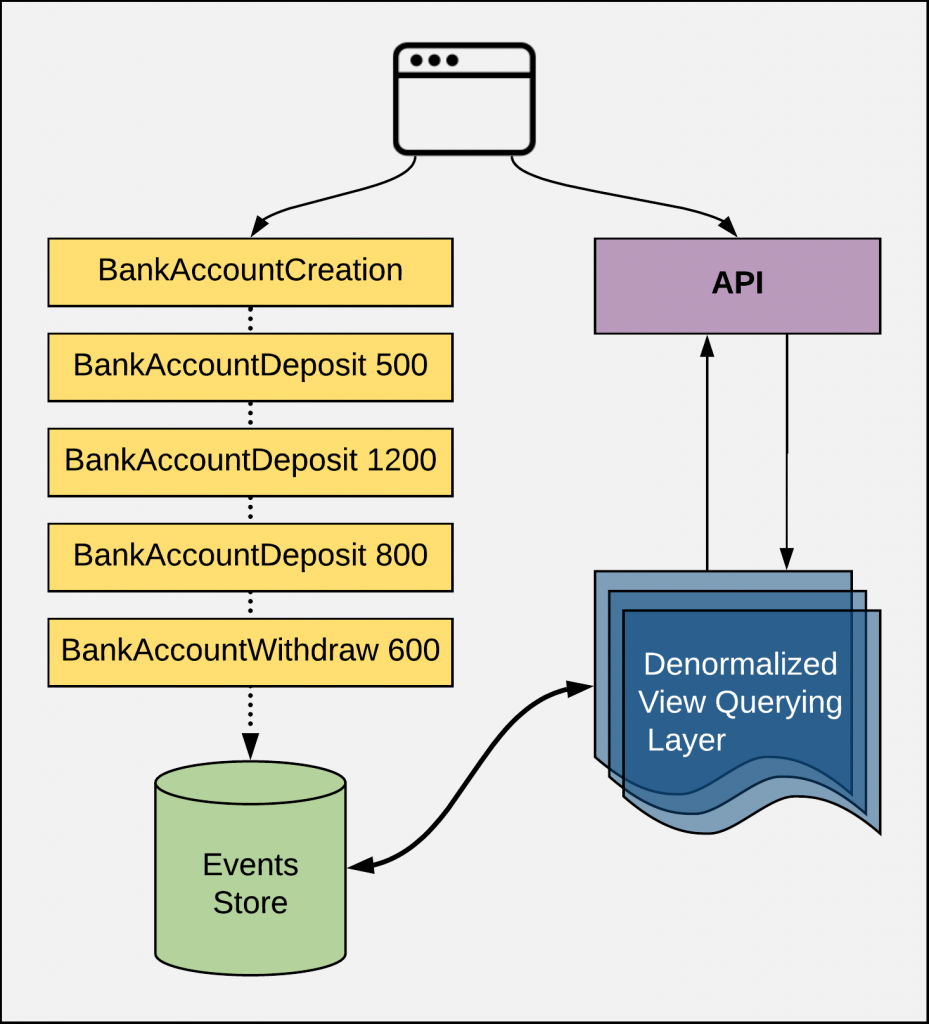 BankAccountCreation
BankAccountDeposit 500
BankAccountDeposit 1200
BankAccountDeposit 800
BankAccountWithdraw 600
Events
Store
API
Denormalized
View Querying
Layer